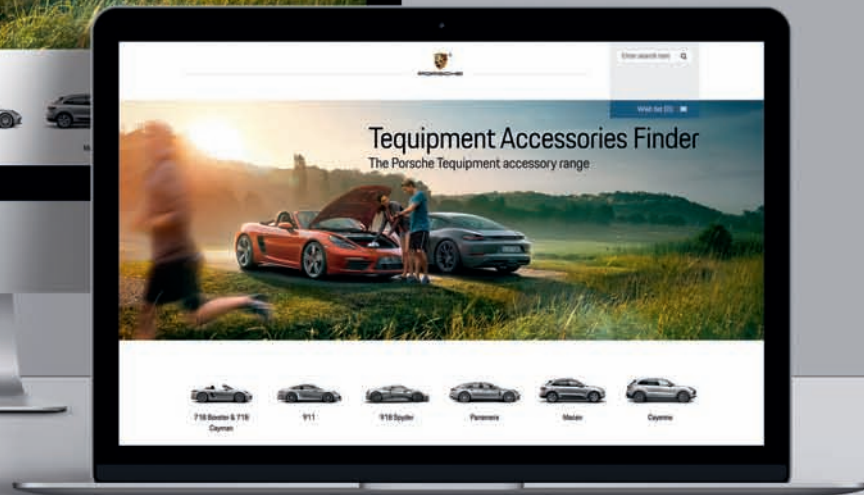 PORSCHE
Enter search text
Wish list (0)
Tequipment Accessories Finder
The Porsche Tequipment accessory range
718 Boxster & 718
Cayman
911
918 Spyder
Panamera
Macan
Cayenne